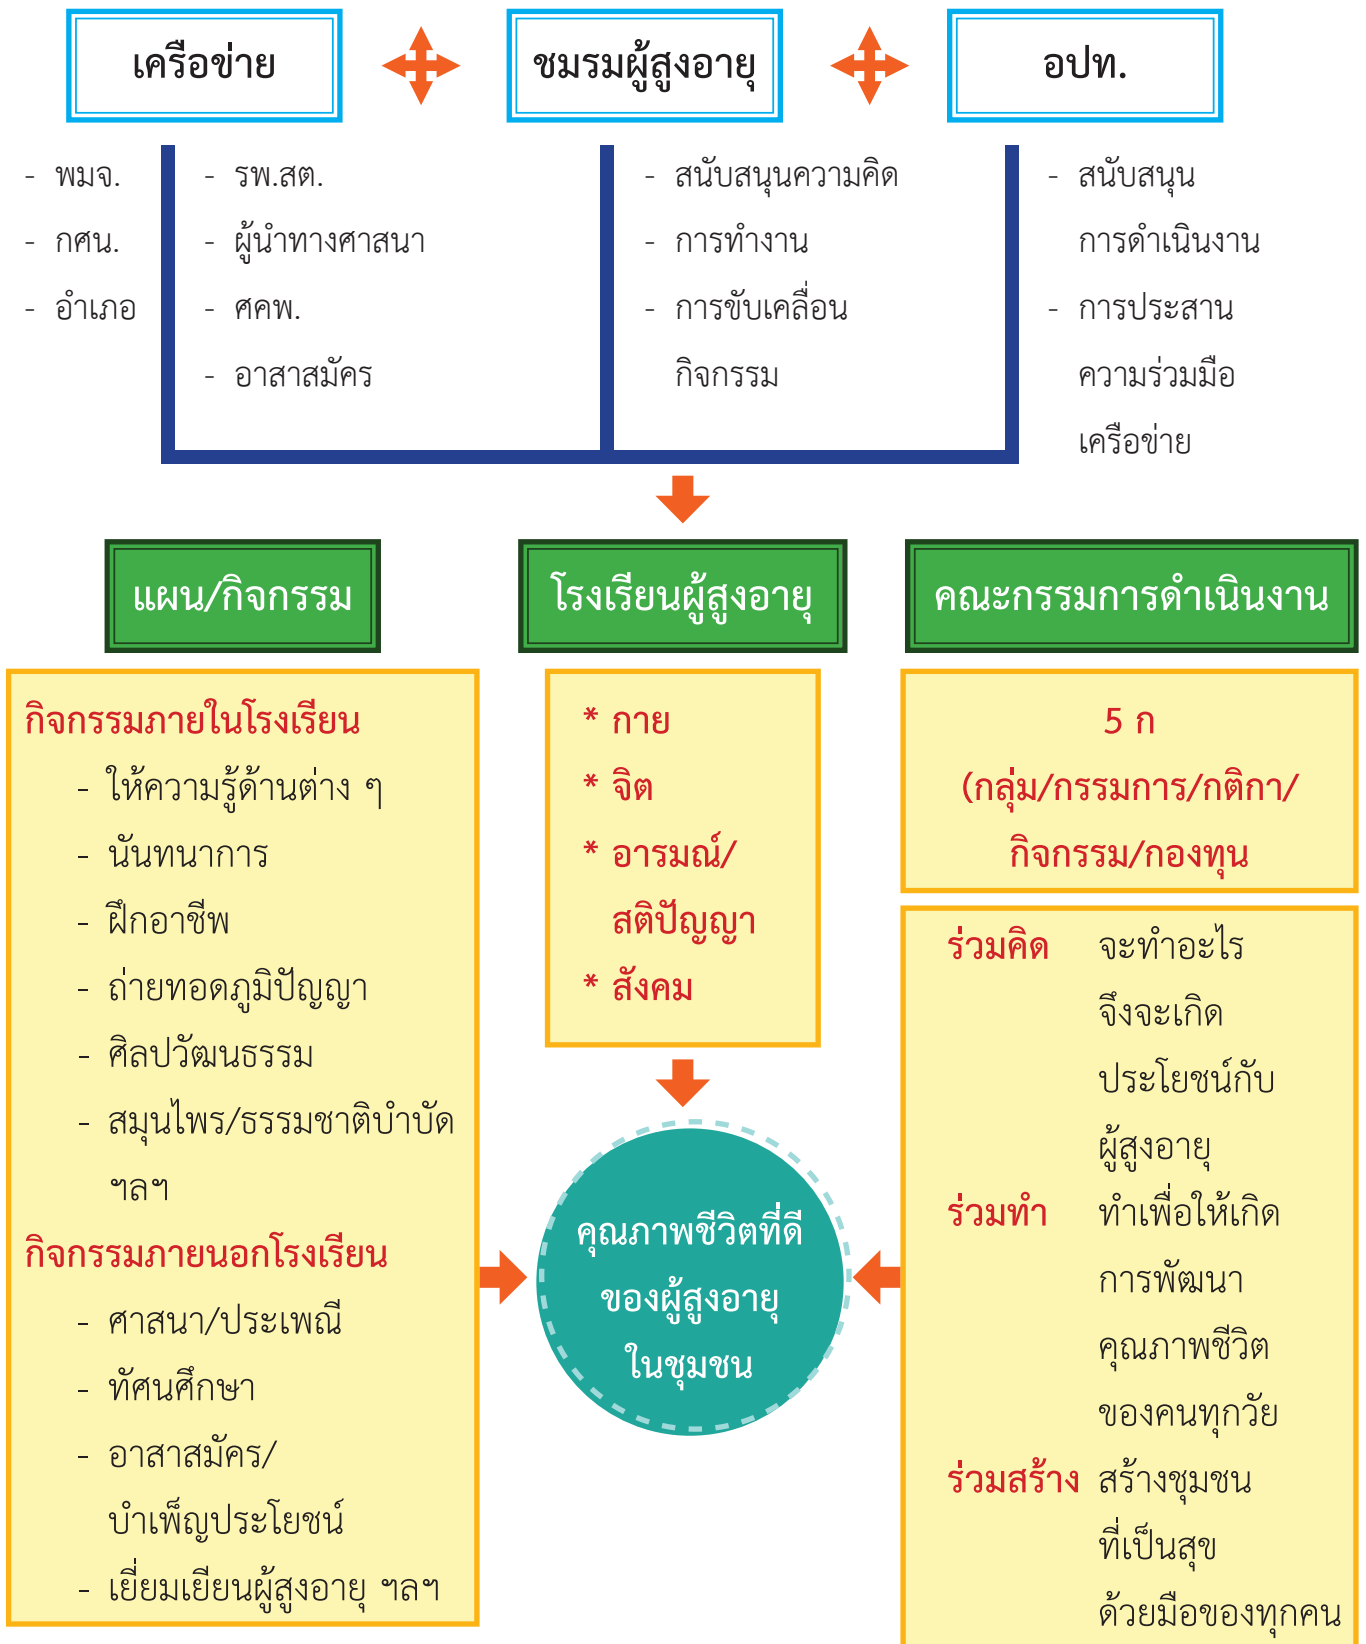 เครือข่าย
ชมรมผู้สูงอายุ
อปท.
- พมจ.
- กศน.
- อำเภอ
- รพ.สต.
- ผู้นำทางศาสนา
- ศคพ.
- อาสาสมัคร
- สนับสนุนความคิด
- การทำงาน
- การขับเคลื่อน
กิจกรรม
- สนับสนุน
การดำเนินงาน
- การประสาน
ความร่วมมือ
เครือข่าย
แผน/กิจกรรม
กิจกรรมภายในโรงเรียน
- ให้ความรู้ด้านต่าง ๆ
- นันทนาการ
- ฝึกอาชีพ
- ถ่ายทอดภูมิปัญญา
- ศิลปวัฒนธรรม
- สมุนไพร/ธรรมชาติบำบัด
ฯลฯ
กิจกรรมภายนอกโรงเรียน
- ศาสนา/ประเพณี
- ทัศนศึกษา
- อาสาสมัคร/
บำเพ็ญประโยชน์
- เยี่ยมเยียนผู้สูงอายุ ฯลฯ
โรงเรียนผู้สูงอายุ
* กาย
* จิต
* อารมณ์/
สติปัญญา
* สังคม
คุณภาพชีวิตที่ดี
ของผู้สูงอายุ
ในชุมชน
คณะกรรมการดำเนินงาน
5 ก
(กลุ่ม/กรรมการ/กติกา/
กิจกรรม/กองทุน
ร่วมคิด จะทำอะไร
จึงจะเกิด
ประโยชน์กับ
ผู้สูงอายุ
ร่วมทำ ทำเพื่อให้เกิด
การพัฒนา
คุณภาพชีวิต
ของคนทุกวัย
ร่วมสร้าง สร้างชุมชน
ที่เป็นสุข
ด้วยมือของทุกคน